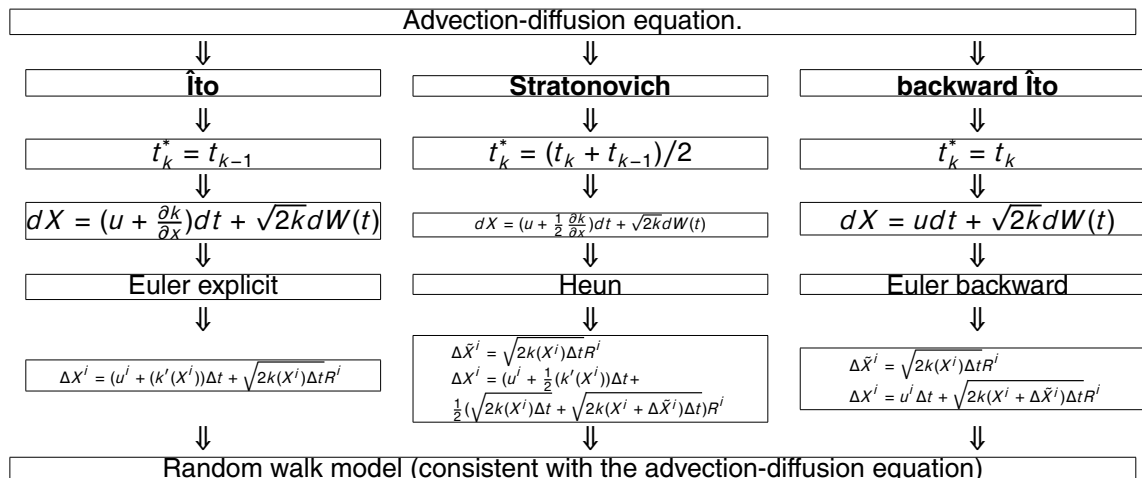 Advection-diffusion equation.
⇓ ⇓ ⇓
Îto Stratonovich backward Îto
⇓ ⇓ ⇓
t*_k = t_{k−1} t*_k = (t_k + t_{k−1})/2 t*_k = t_k
⇓ ⇓ ⇓
dX = (u + ∂k/∂x)dt + √2k dW(t) dX = (u + 1/2 ∂k/∂x)dt + √2k dW(t) dX = udt + √2k dW(t)
⇓ ⇓ ⇓
Euler explicit Heun Euler backward
⇓ ⇓ ⇓
ΔX^i = (u^i + (k′(X^i))Δt + √(2k(X^i)Δt)R^i
ΔX̃^i = √(2k(X^i)Δt)R^i
ΔX^i = (u^i + 1/2(k′(X^i))Δt+
1/2(√(2k(X^i)Δt) + √(2k(X^i + ΔX̃^i)Δt))R^i
ΔX̃^i = √(2k(X^i)Δt)R^i
ΔX^i = u^iΔt + √(2k(X^i + ΔX̃^i)Δt)R^i
⇓ ⇓ ⇓
Random walk model (consistent with the advection-diffusion equation)